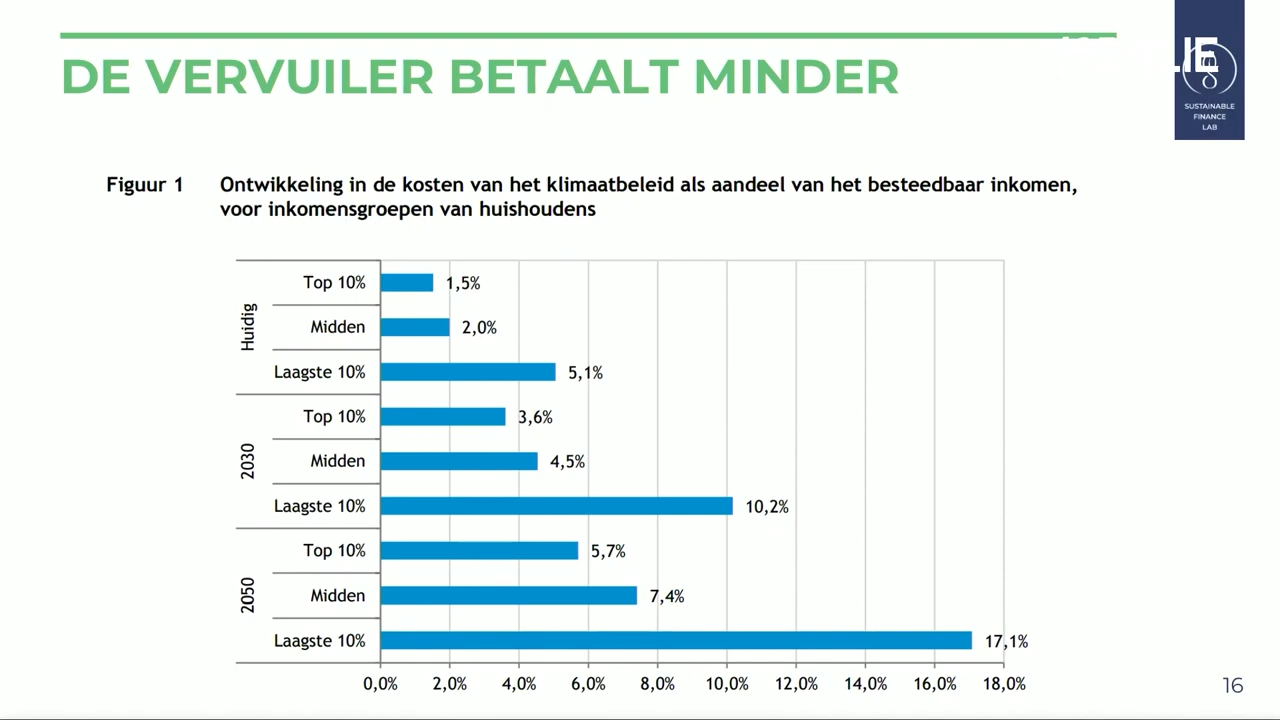 DE VERVUILER BETAALT MINDER
SUSTAINABLE
FINANCE
LAB
Figuur 1 Ontwikkeling in de kosten van het klimaatbeleid als aandeel van het besteedbaar inkomen,
voor inkomensgroepen van huishoudens
Huidig
Top 10% 1,5%
Midden 2,0%
Laagste 10% 5,1%
2030
Top 10% 3,6%
Midden 4,5%
Laagste 10% 10,2%
2050
Top 10% 5,7%
Midden 7,4%
Laagste 10% 17,1%
0,0% 2,0% 4,0% 6,0% 8,0% 10,0% 12,0% 14,0% 16,0% 18,0%
16